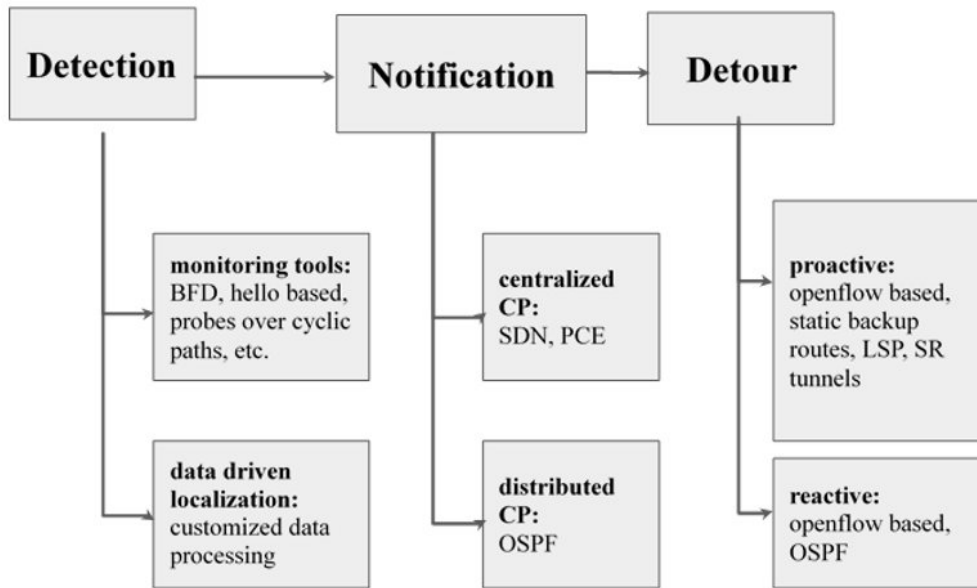 Detection
Notification
Detour
monitoring tools:
BFD, hello based,
probes over cyclic
paths, etc.
data driven
localization:
customized data
processing
centralized
CP:
SDN, PCE
distributed
CP:
OSPF
proactive:
openflow based,
static backup
routes, LSP, SR
tunnels
reactive:
openflow based,
OSPF